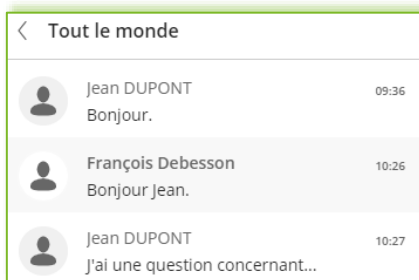 Tout le monde
Jean DUPONT 09:36
Bonjour.
François Debesson 10:26
Bonjour Jean.
Jean DUPONT 10:27
J'ai une question concernant...